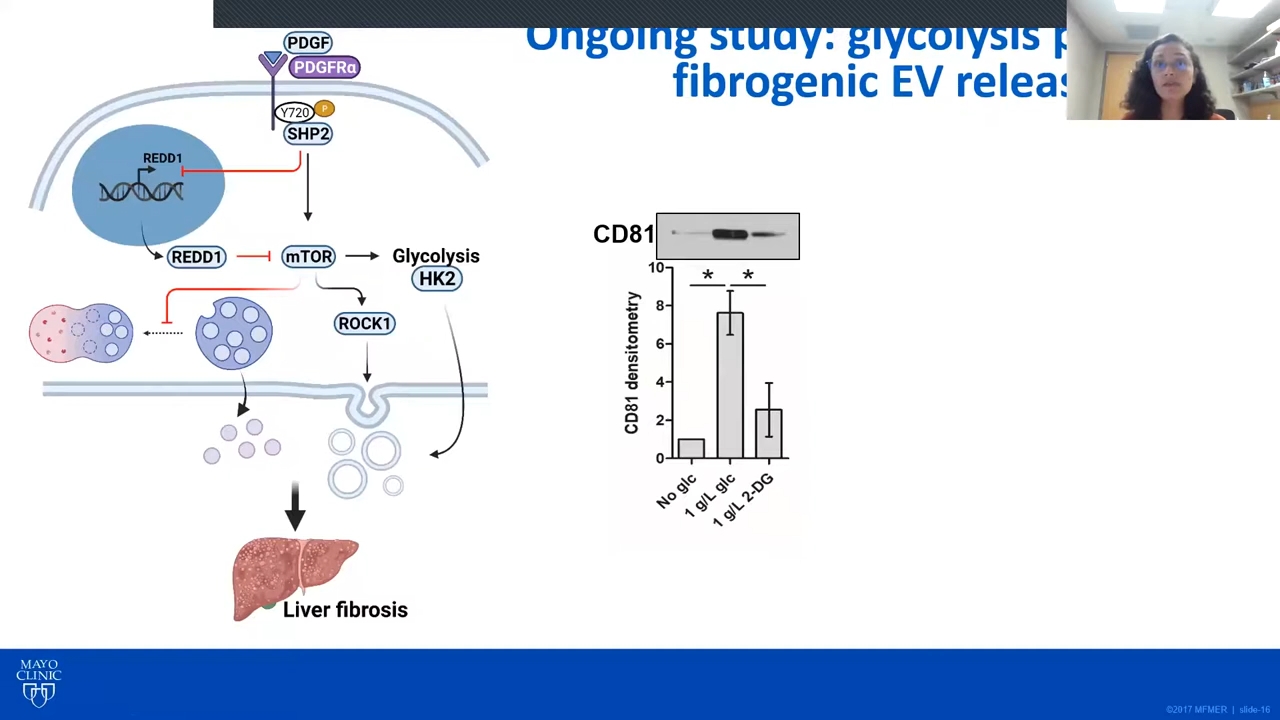 Ongoing study: glycolysis
fibrogenic EV
PDGF
PDGFRα
Y720
P
SHP2
REDD1
REDD1
mTOR
Glycolysis
HK2
ROCK1
Liver fibrosis
CD81
10
8
6
4
2
0
CD81 densitometry
* *
No glc
1 g/L glc
1 g/L 2-DG
MAYO
CLINIC
©2017 MFMER | slide-16